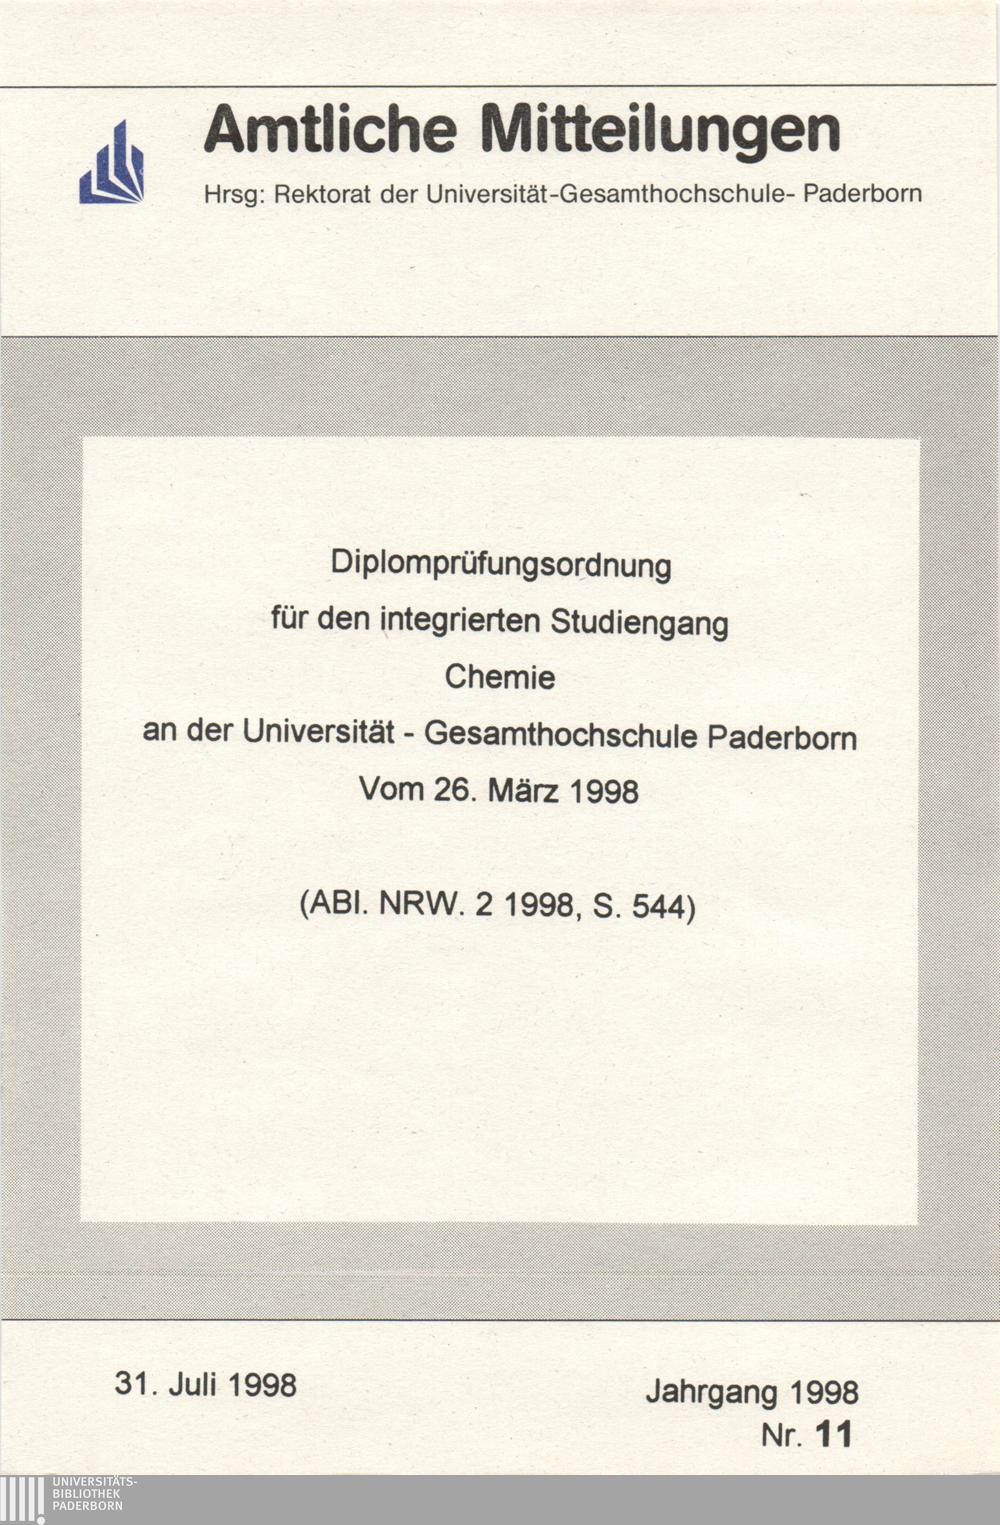 Amtliche Mitteilungen
Hrsg: Rektorat der Universität-Gesamthochschule- Paderborn
Diplomprüfungsordnung
für den integrierten Studiengang
Chemie
an der Universität - Gesamthochschule Paderborn
Vom 26. März 1998
(ABl. NRW. 2 1998, S. 544)
31. Juli 1998
Jahrgang 1998
Nr. 11
UNIVERSITÄTS-
BIBLIOTHEK
PADERBORN